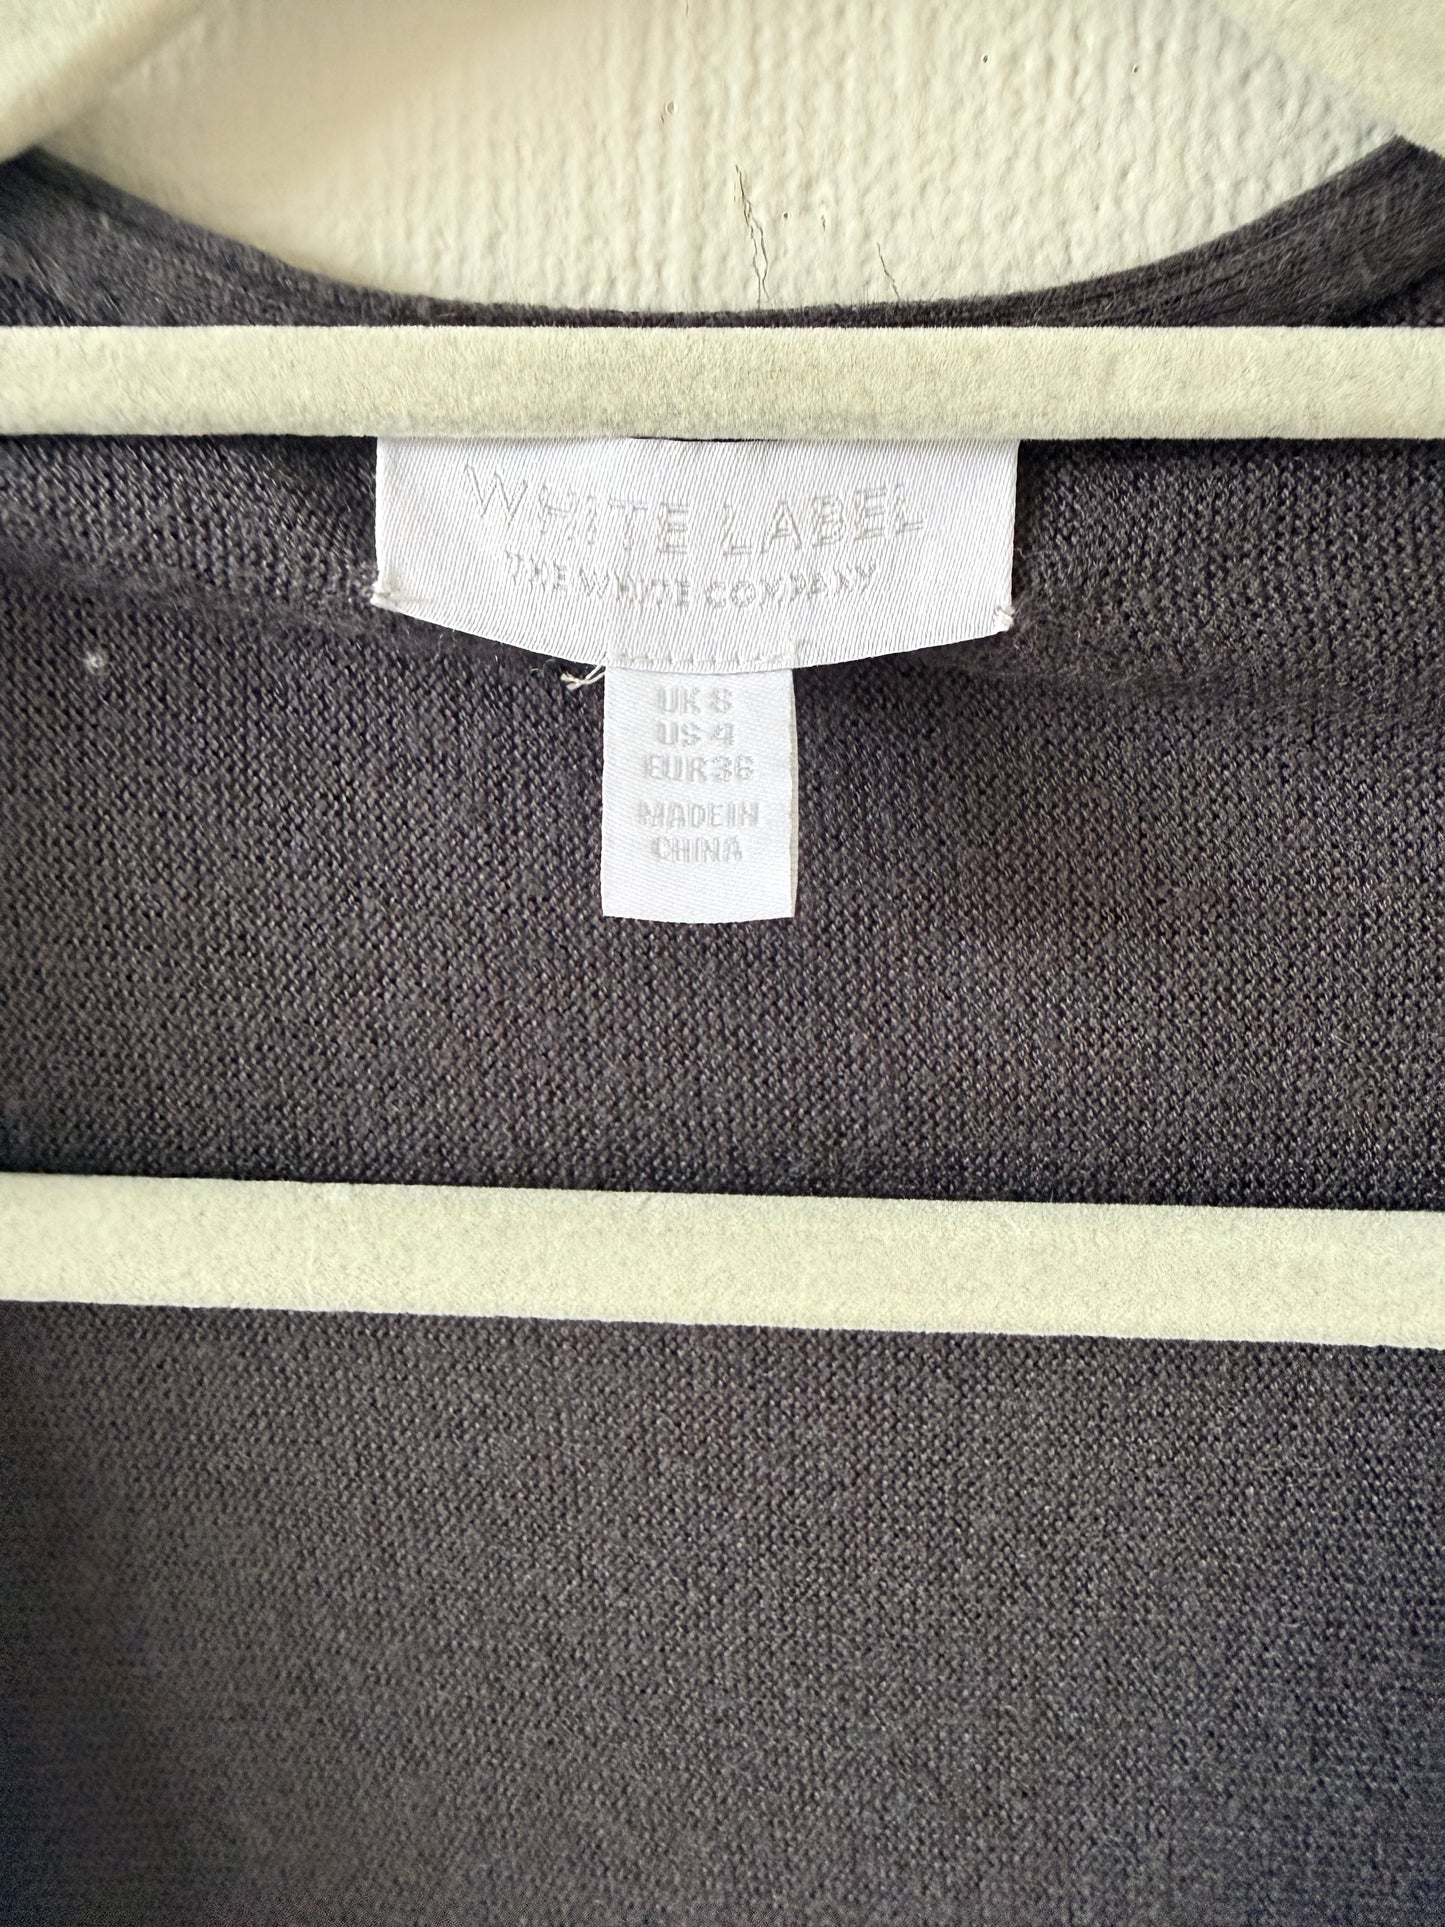 WHITE LABEL
THE WHITE COMPANY
UK 8
US 4
EUR 36
MADE IN
CHINA